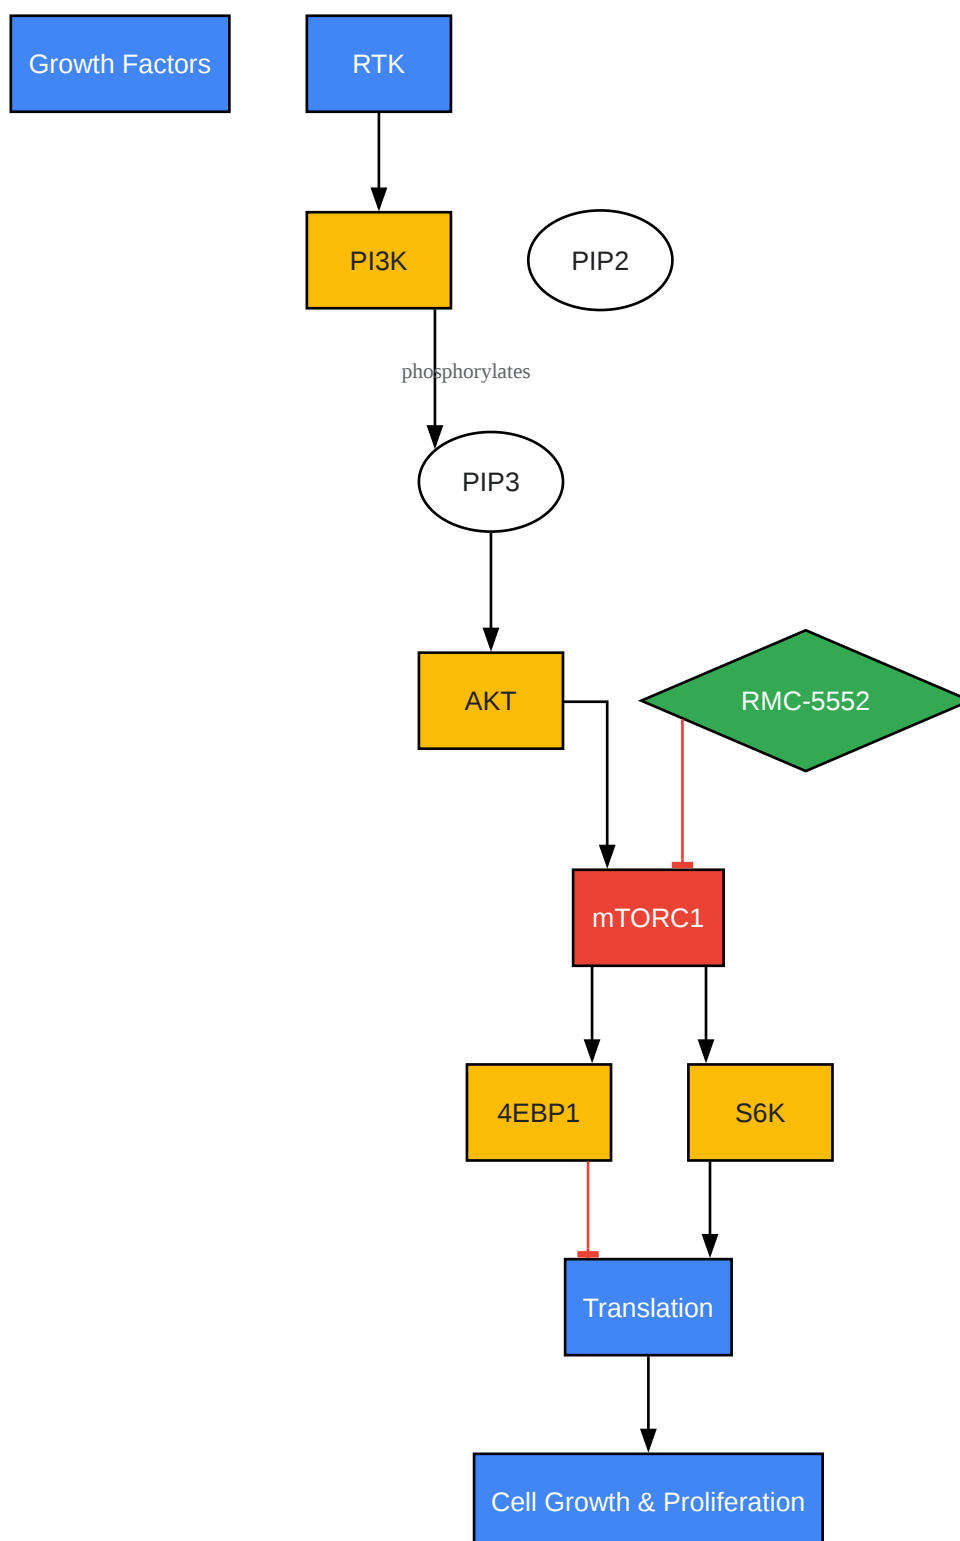 Growth Factors
RTK
PI3K
PIP2
phosphorylates
PIP3
AKT
RMC-5552
mTORC1
4EBP1
S6K
Translation
Cell Growth & Proliferation